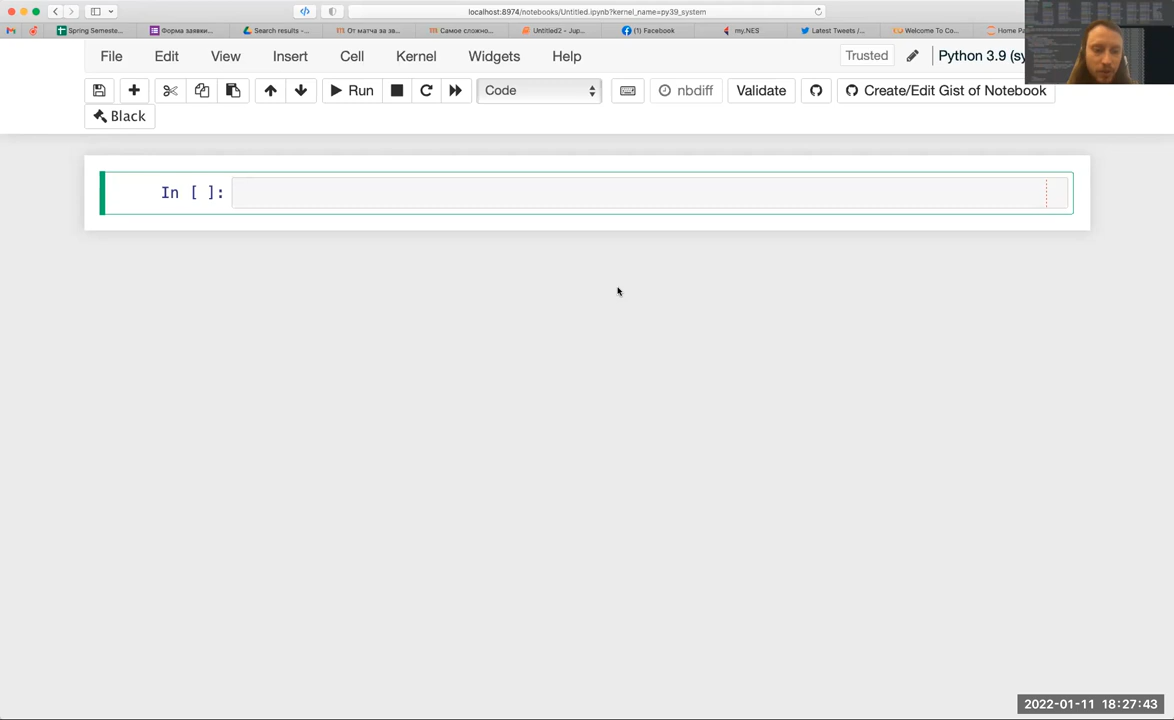 localhost:8974/notebooks/Untitled.ipynb?kernel_name=py39_system
Spring Semeste... Форма заявки... Search results -... От матча за зв... Самое сложно... Untitled2 - Jup... (1) Facebook my.NES Latest Tweets /... Welcome To Co... Home Pa
File Edit View Insert Cell Kernel Widgets Help Trusted Python 3.9 (sy
Run Code nbdiff Validate Create/Edit Gist of Notebook
Black
In [ ]:
2022-01-11 18:27:43